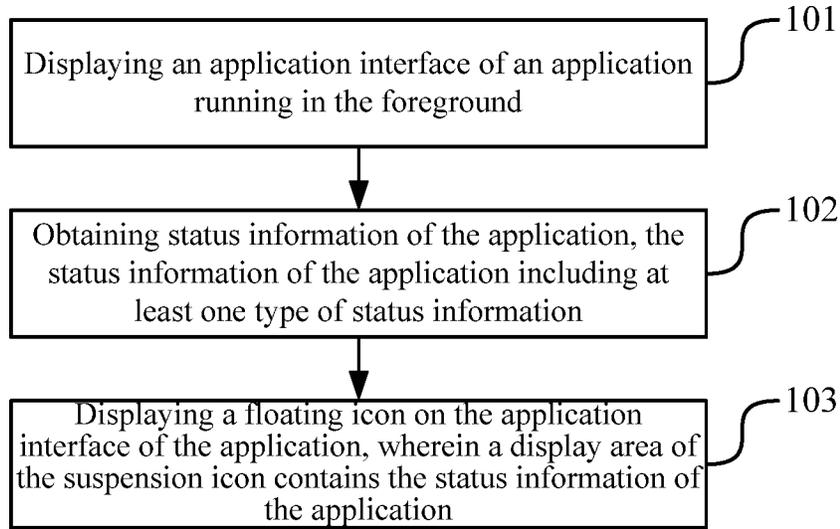 101
Displaying an application interface of an application
running in the foreground
102
Obtaining status information of the application, the
status information of the application including at
least one type of status information
103
Displaying a floating icon on the application
interface of the application, wherein a display area of
the suspension icon contains the status information of
the application